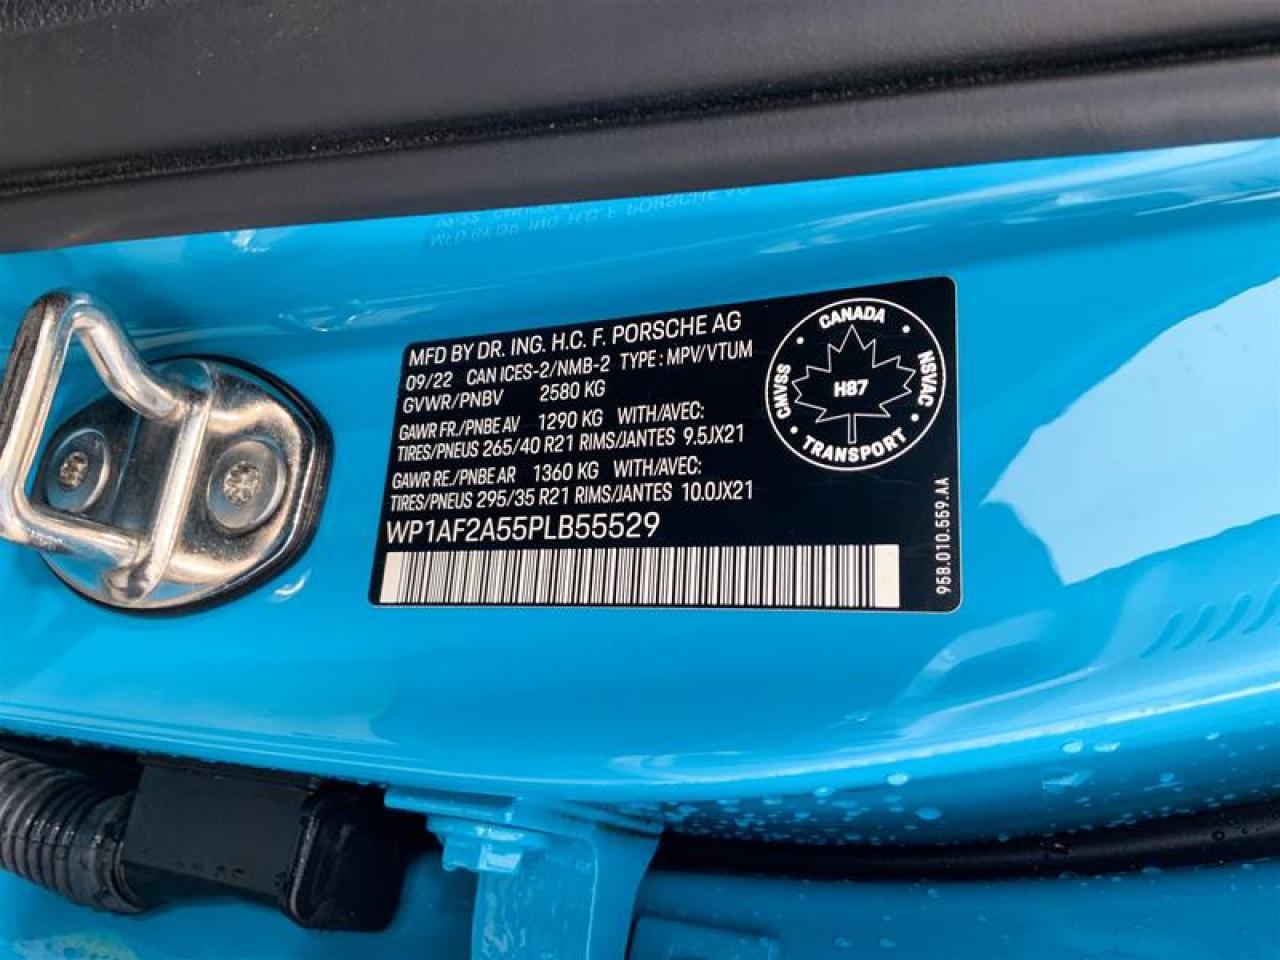 MFD BY DR. ING. H.C. F. PORSCHE AG
09/22 CAN ICES-2/NMB-2 TYPE : MPV/VTUM
GVWR/PNBV 2580 KG
GAWR FR./PNBE AV 1290 KG WITH/AVEC:
TIRES/PNEUS 265/40 R21 RIMS/JANTES 9.5JX21
GAWR RE./PNBE AR 1360 KG WITH/AVEC:
TIRES/PNEUS 295/35 R21 RIMS/JANTES 10.0JX21
WP1AF2A55PLB55529
CANADA
CMVSS
NSVAC
H87
TRANSPORT
95B.010.559.AA